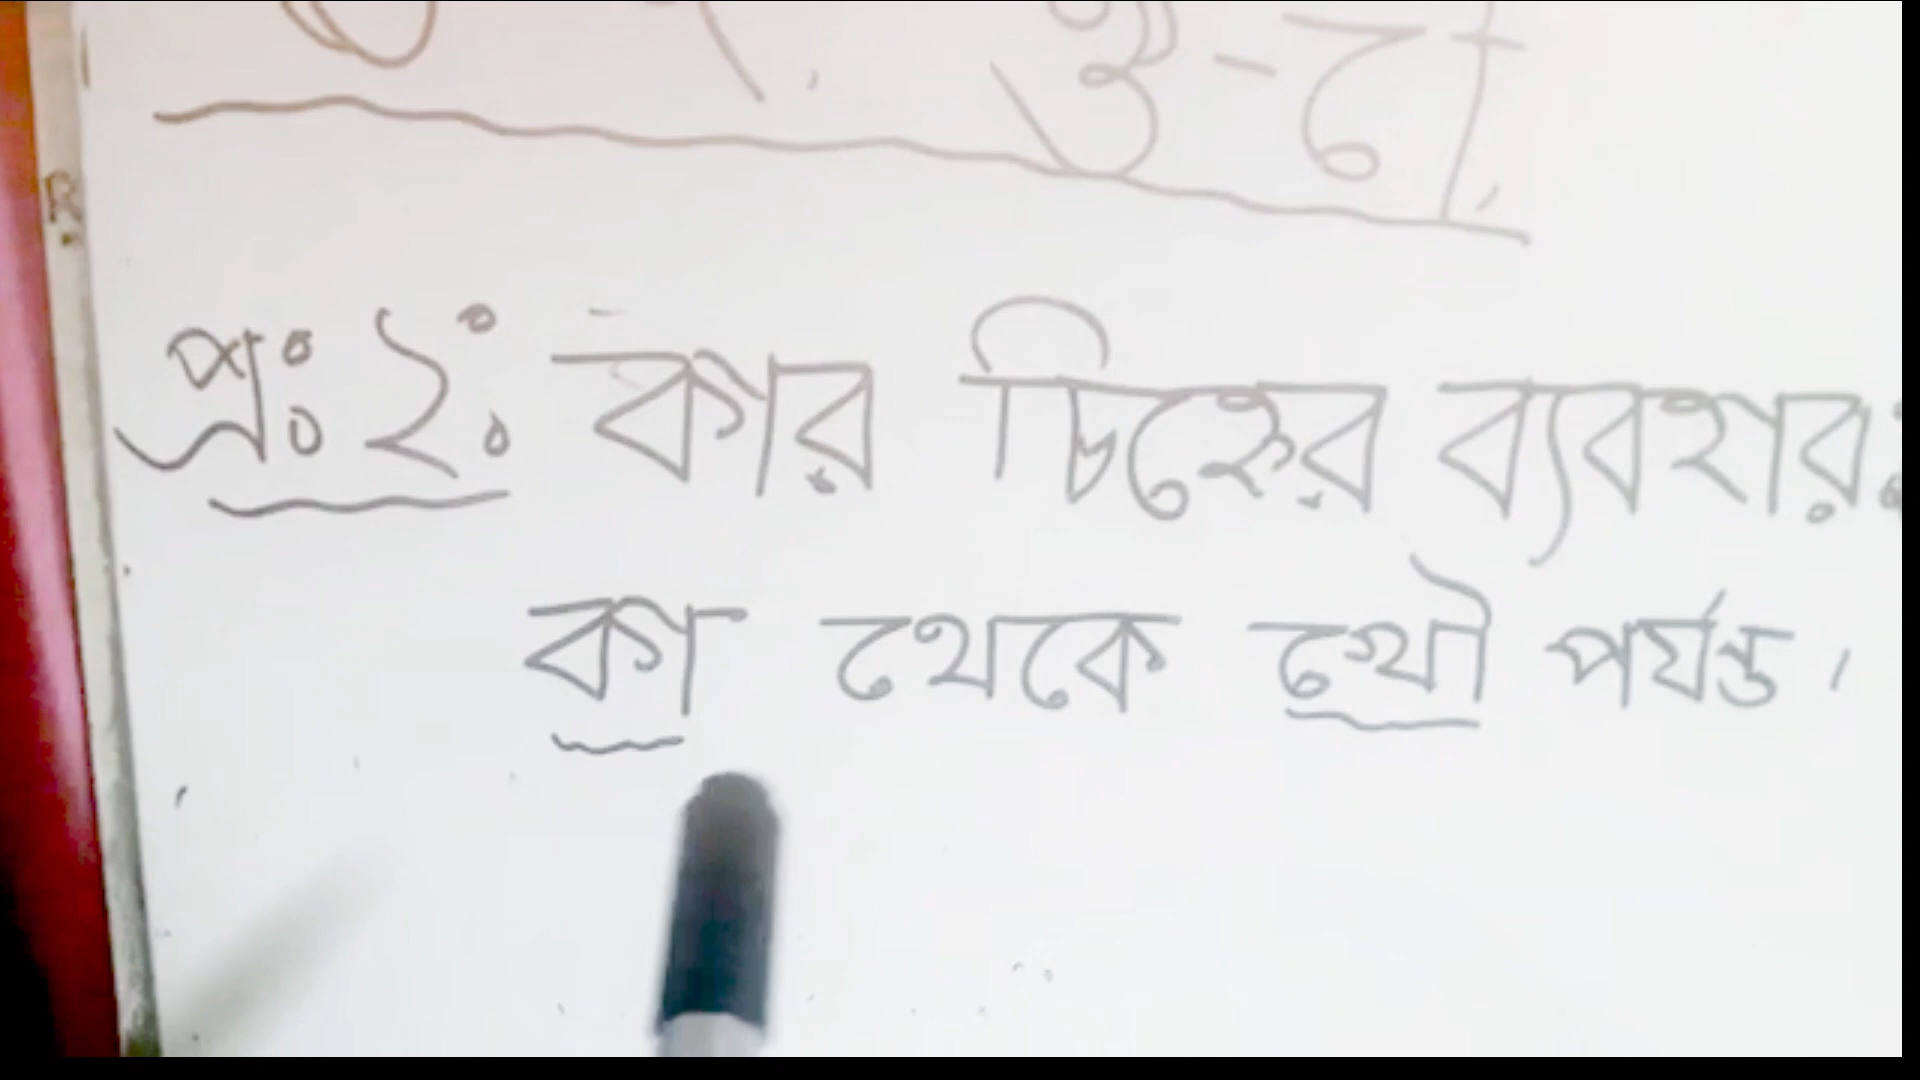 প্র: ২: কার চিহ্নের ব্যবহার:
কা থেকে খৌ পর্যন্ত।